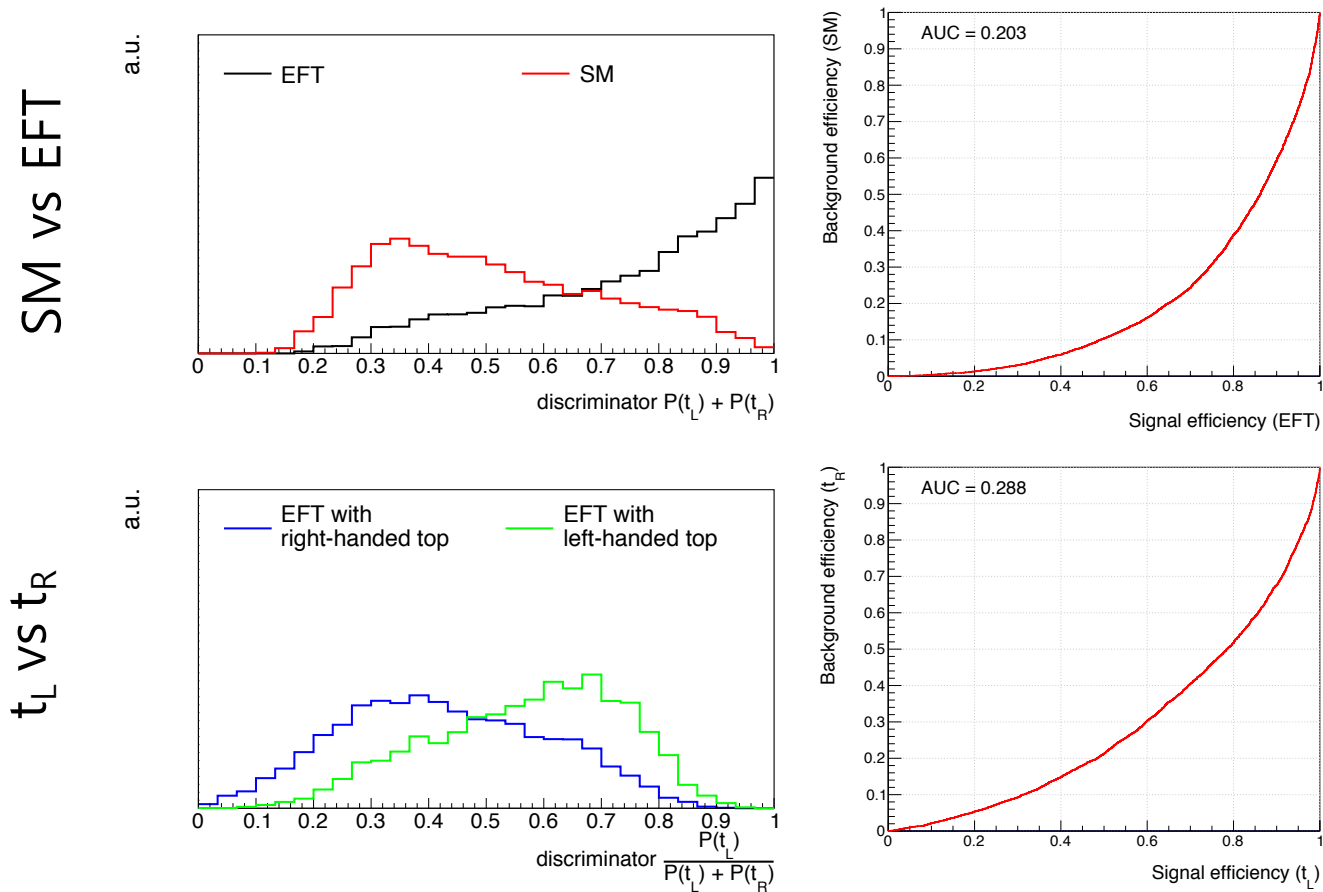 SM vs EFT
a.u.
EFT
SM
0 0.1 0.2 0.3 0.4 0.5 0.6 0.7 0.8 0.9 1
discriminator P(t_L) + P(t_R)
AUC = 0.203
Background efficiency (SM)
1
0.9
0.8
0.7
0.6
0.5
0.4
0.3
0.2
0.1
0
0 0.2 0.4 0.6 0.8 1
Signal efficiency (EFT)
t_L vs t_R
a.u.
EFT with
right-handed top
EFT with
left-handed top
0 0.1 0.2 0.3 0.4 0.5 0.6 0.7 0.8 0.9 1
discriminator P(t_L) / P(t_L) + P(t_R)
AUC = 0.288
Background efficiency (t_R)
1
0.9
0.8
0.7
0.6
0.5
0.4
0.3
0.2
0.1
0
0 0.2 0.4 0.6 0.8 1
Signal efficiency (t_L)